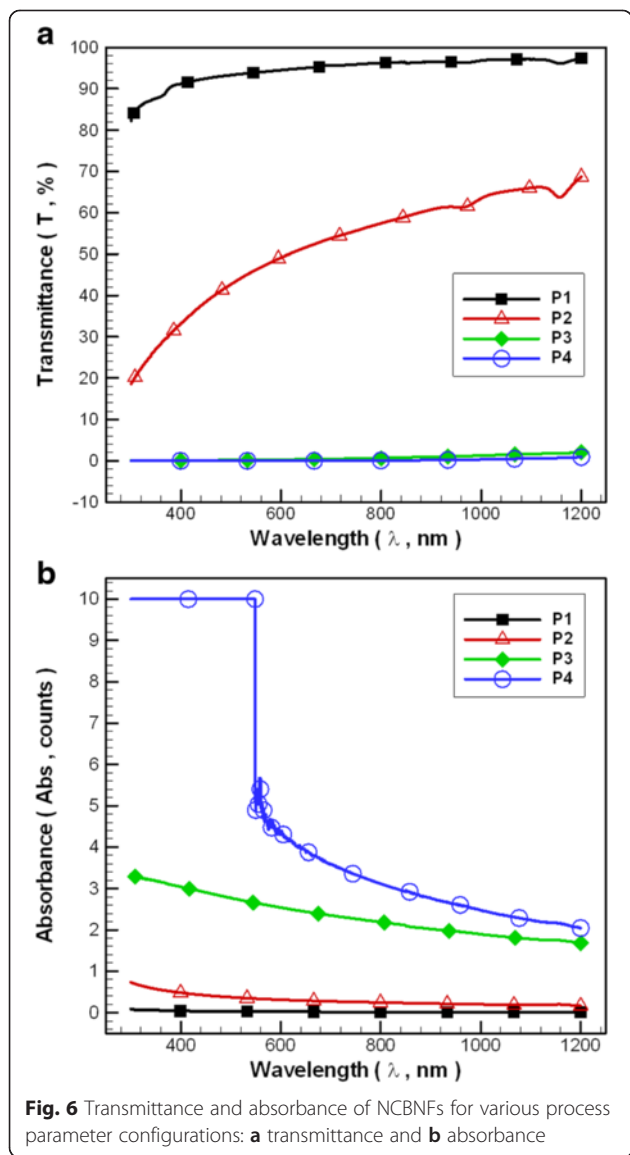 a
100
90
80
70
60
50
40
30
20
10
0
-10
Transmittance ( T , % )
P1
P2
P3
P4
400
600
800
1000
1200
Wavelength ( λ , nm )
b
10
9
8
7
6
5
4
3
2
1
0
Absorbance ( Abs , counts )
P1
P2
P3
P4
400
600
800
1000
1200
Wavelength ( λ , nm )
Fig. 6 Transmittance and absorbance of NCBNFs for various process
parameter configurations: a transmittance and b absorbance